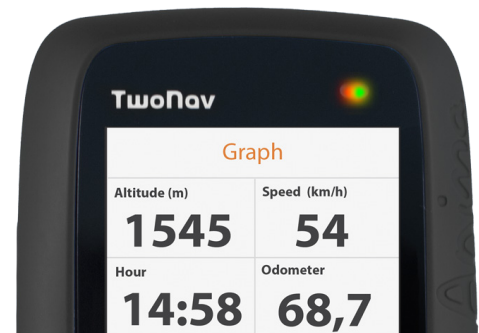 TwoNav
Graph
Altitude (m)
Speed (km/h)
1545
54
Hour
Odometer
14:58
68,7